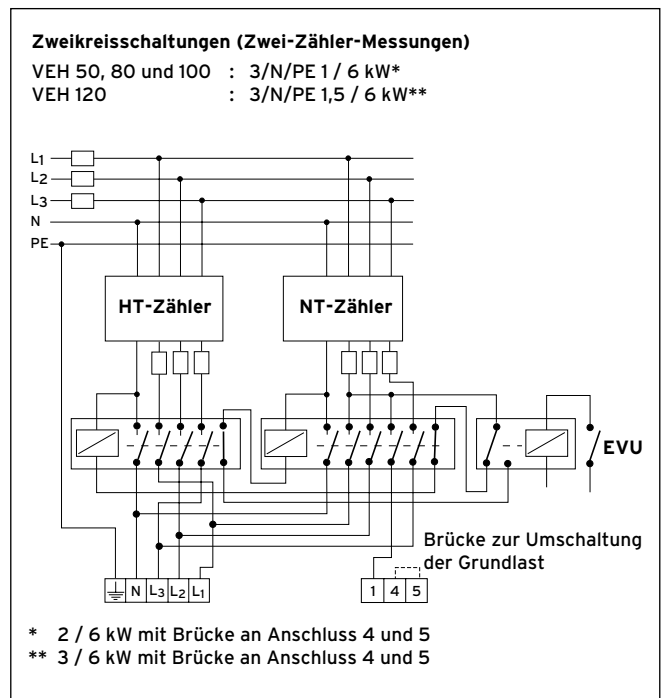 Zweikreisschaltungen (Zwei-Zähler-Messungen)
VEH 50, 80 und 100 : 3/N/PE 1 / 6 kW*
VEH 120 : 3/N/PE 1,5 / 6 kW**
L1
L2
L3
N
PE
HT-Zähler NT-Zähler
EVU
Brücke zur Umschaltung
der Grundlast
N L3 L2 L1 1 4 5
* 2 / 6 kW mit Brücke an Anschluss 4 und 5
** 3 / 6 kW mit Brücke an Anschluss 4 und 5